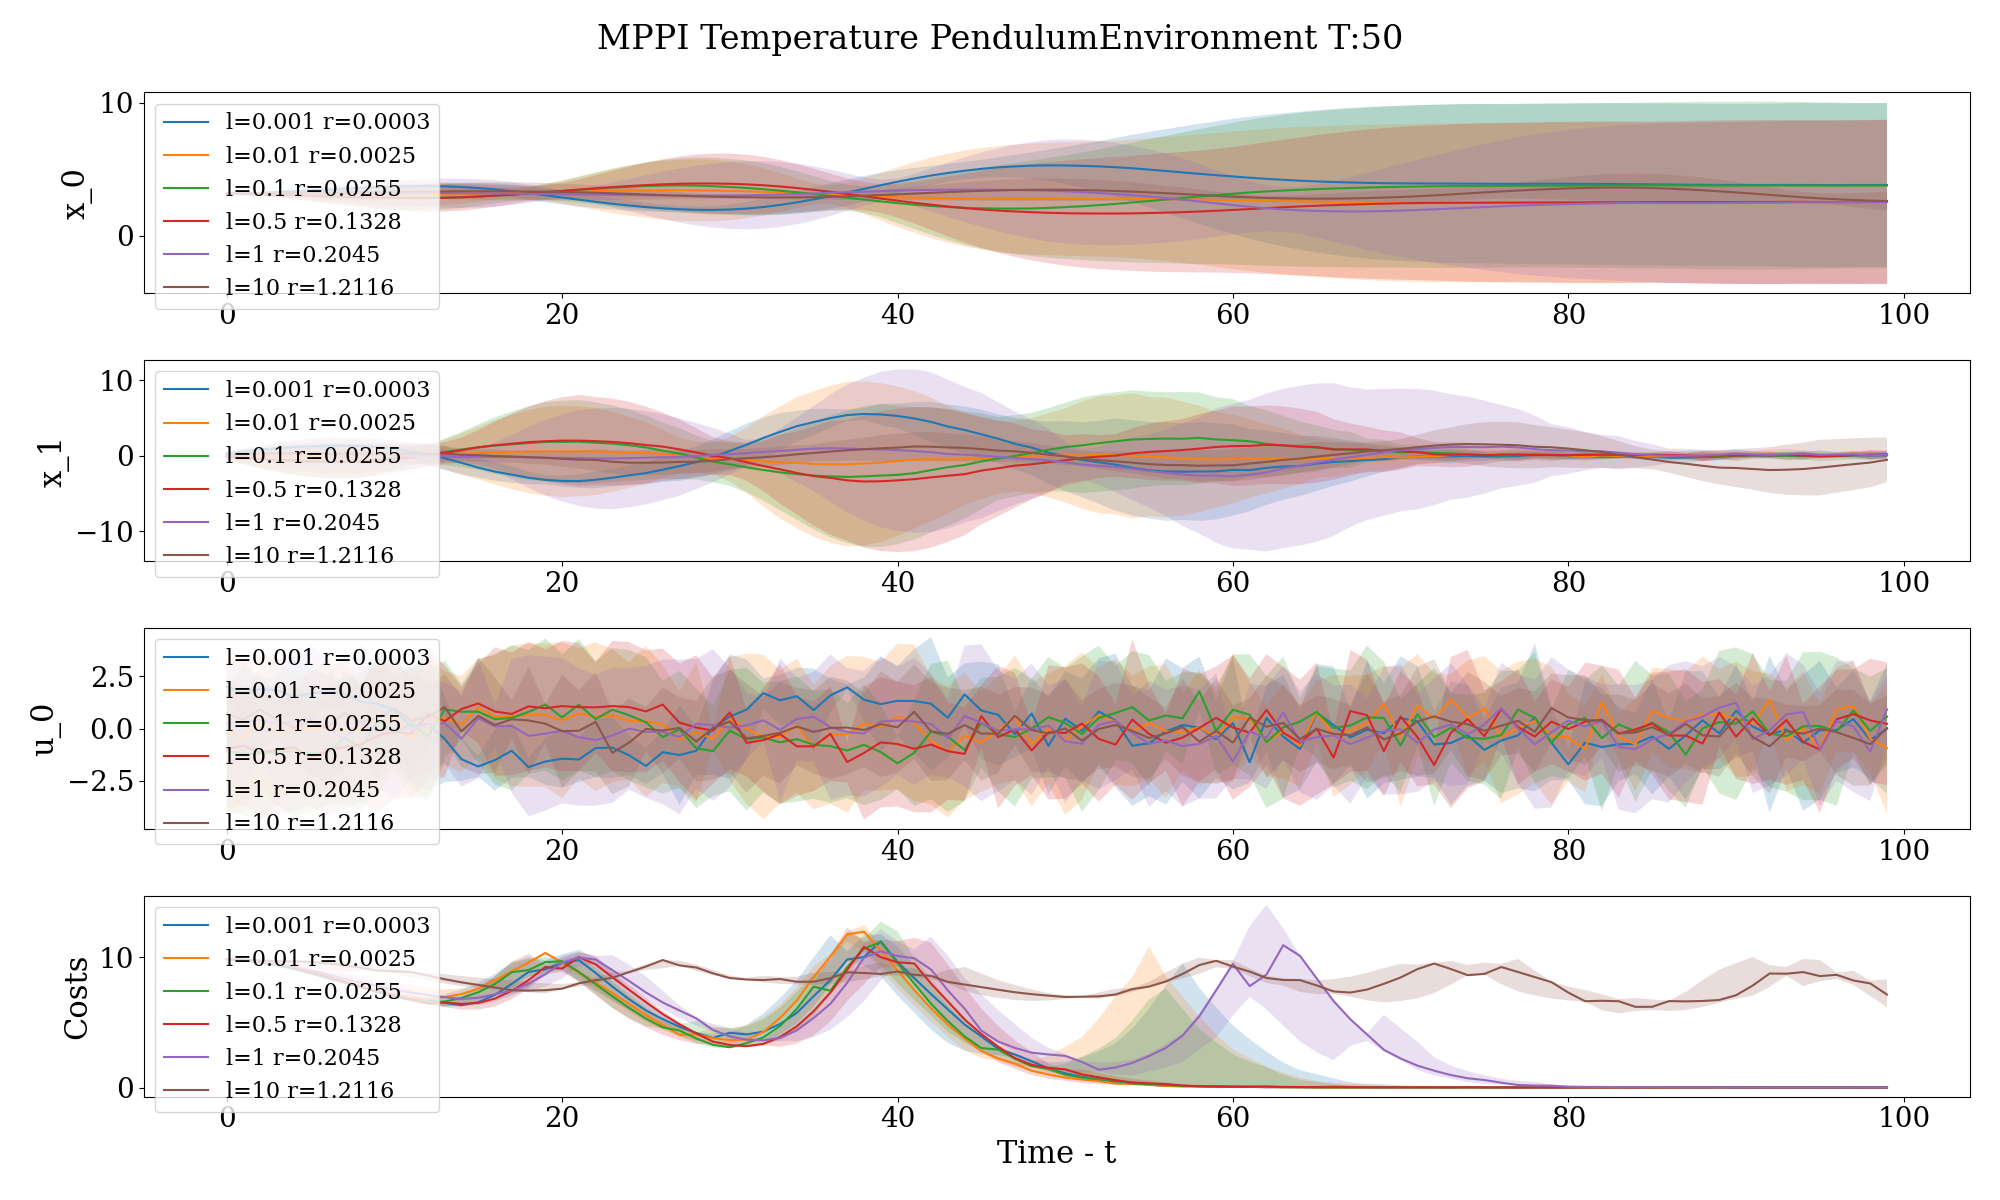 MPPI Temperature PendulumEnvironment T:50
x_0
10
0
l=0.001 r=0.0003
l=0.01 r=0.0025
l=0.1 r=0.0255
l=0.5 r=0.1328
l=1 r=0.2045
l=10 r=1.2116
0 20 40 60 80 100
x_1
10
0
−10
l=0.001 r=0.0003
l=0.01 r=0.0025
l=0.1 r=0.0255
l=0.5 r=0.1328
l=1 r=0.2045
l=10 r=1.2116
0 20 40 60 80 100
u_0
2.5
0.0
−2.5
l=0.001 r=0.0003
l=0.01 r=0.0025
l=0.1 r=0.0255
l=0.5 r=0.1328
l=1 r=0.2045
l=10 r=1.2116
0 20 40 60 80 100
Costs
10
0
l=0.001 r=0.0003
l=0.01 r=0.0025
l=0.1 r=0.0255
l=0.5 r=0.1328
l=1 r=0.2045
l=10 r=1.2116
0 20 40 60 80 100
Time - t